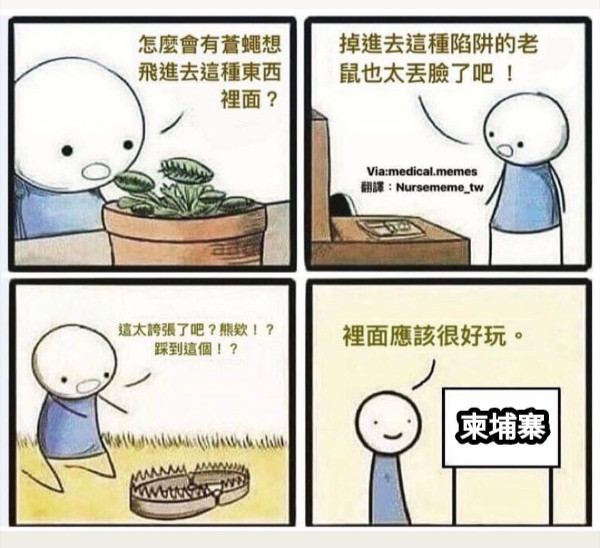 怎麼會有蒼蠅想
飛進去這種東西
裡面？
掉進去這種陷阱的老
鼠也太丟臉了吧 ！
Via:medical.memes
翻譯：Nursememe_tw
這太誇張了吧？熊欸！？
踩到這個！？
裡面應該很好玩。
柬埔寨